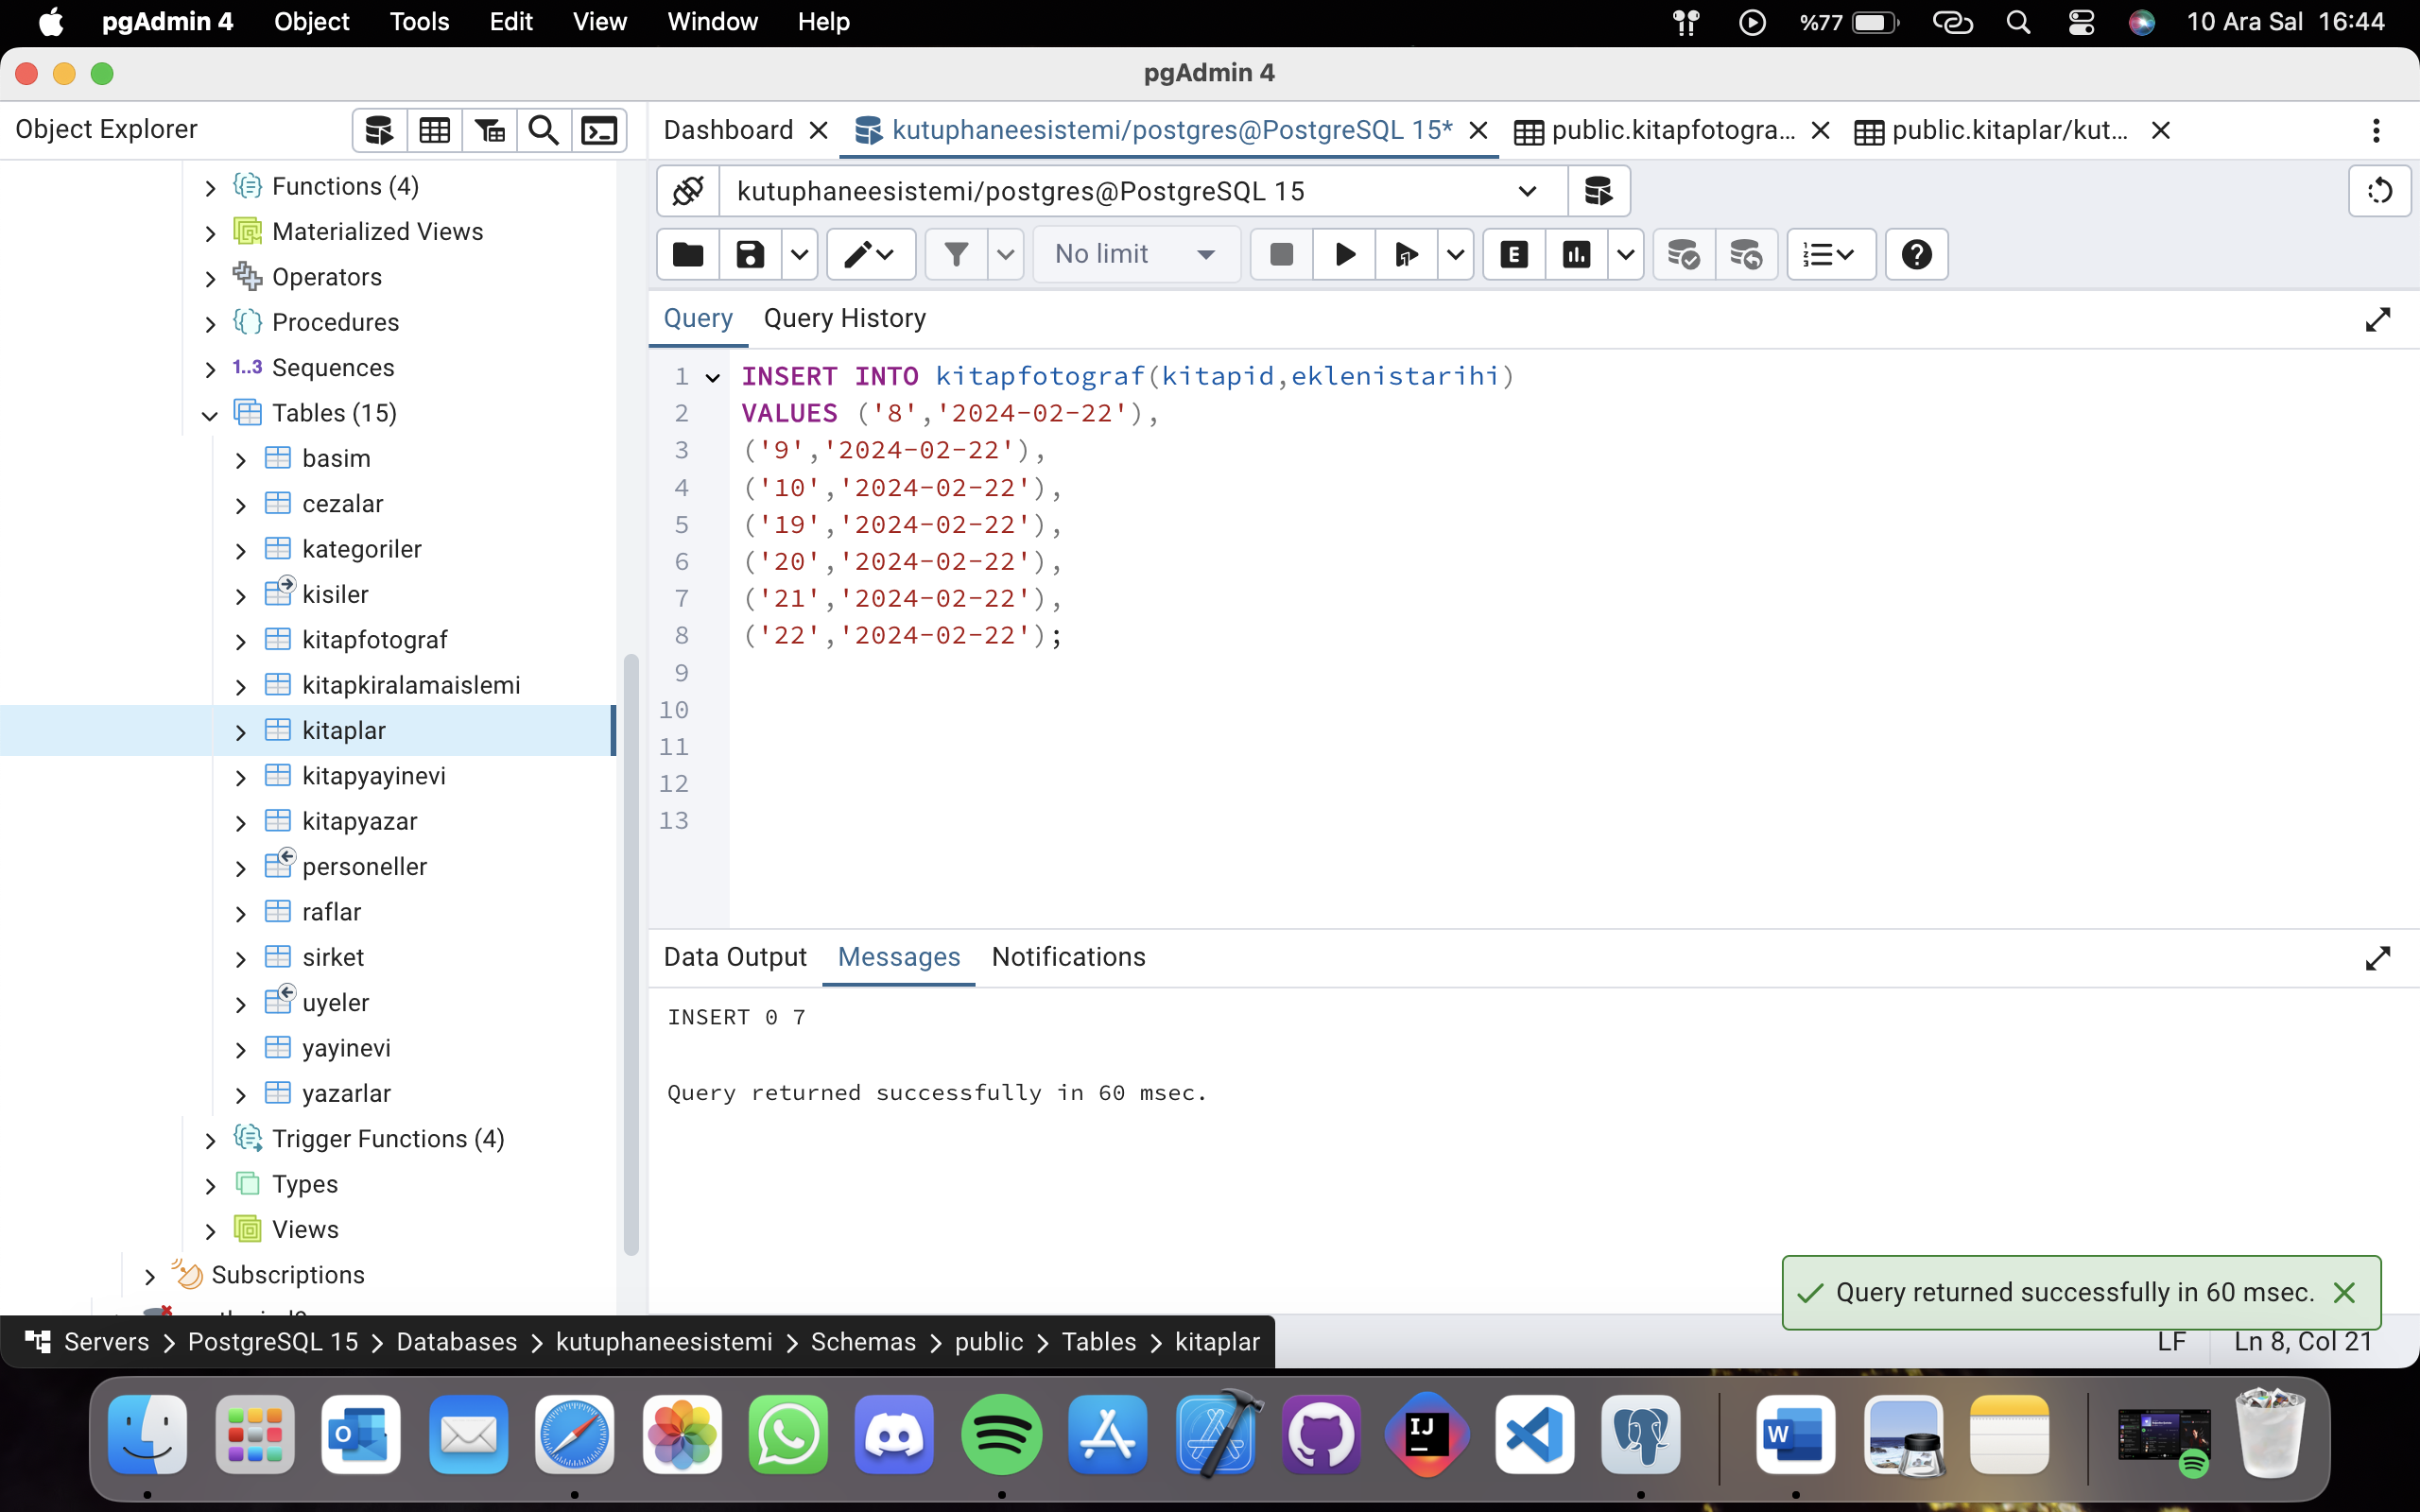 pgAdmin 4 Object Tools Edit View Window Help %77 10 Ara Sal 16:44
pgAdmin 4
Object Explorer
Dashboard kutuphaneesistemi/postgres@PostgreSQL 15* public.kitapfotogra... public.kitaplar/kut...
kutuphaneesistemi/postgres@PostgreSQL 15
No limit
E
Query Query History
Functions (4)
Materialized Views
Operators
Procedures
1..3 Sequences
Tables (15)
basim
cezalar
kategoriler
kisiler
kitapfotograf
kitapkiralamaislemi
kitaplar
kitapyayinevi
kitapyazar
personeller
raflar
sirket
uyeler
yayinevi
yazarlar
Trigger Functions (4)
Types
Views
Subscriptions
1 INSERT INTO kitapfotograf(kitapid,eklenistarihi)
2 VALUES ('8','2024-02-22'),
3 ('9','2024-02-22'),
4 ('10','2024-02-22'),
5 ('19','2024-02-22'),
6 ('20','2024-02-22'),
7 ('21','2024-02-22'),
8 ('22','2024-02-22');
9
10
11
12
13
Data Output Messages Notifications
INSERT 0 7
Query returned successfully in 60 msec.
Query returned successfully in 60 msec.
Servers PostgreSQL 15 Databases kutuphaneesistemi Schemas public Tables kitaplar
LF Ln 8, Col 21